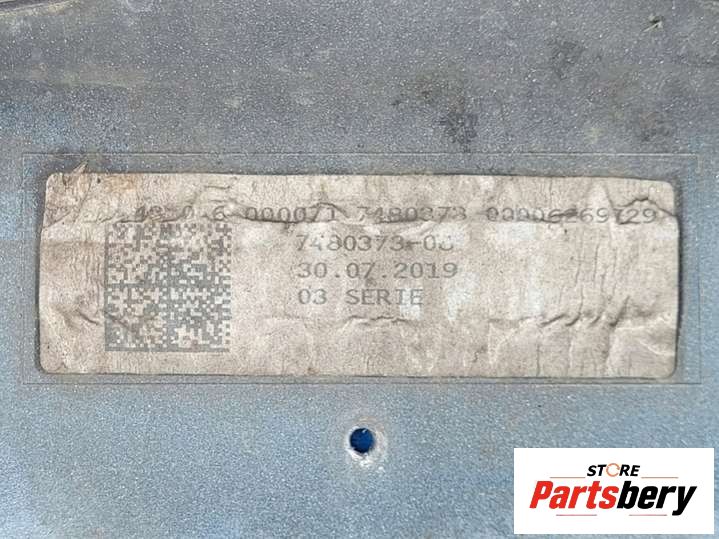 000071 7480373
7480373-
30.07.2019
03 SERIE
STORE
Partsbery